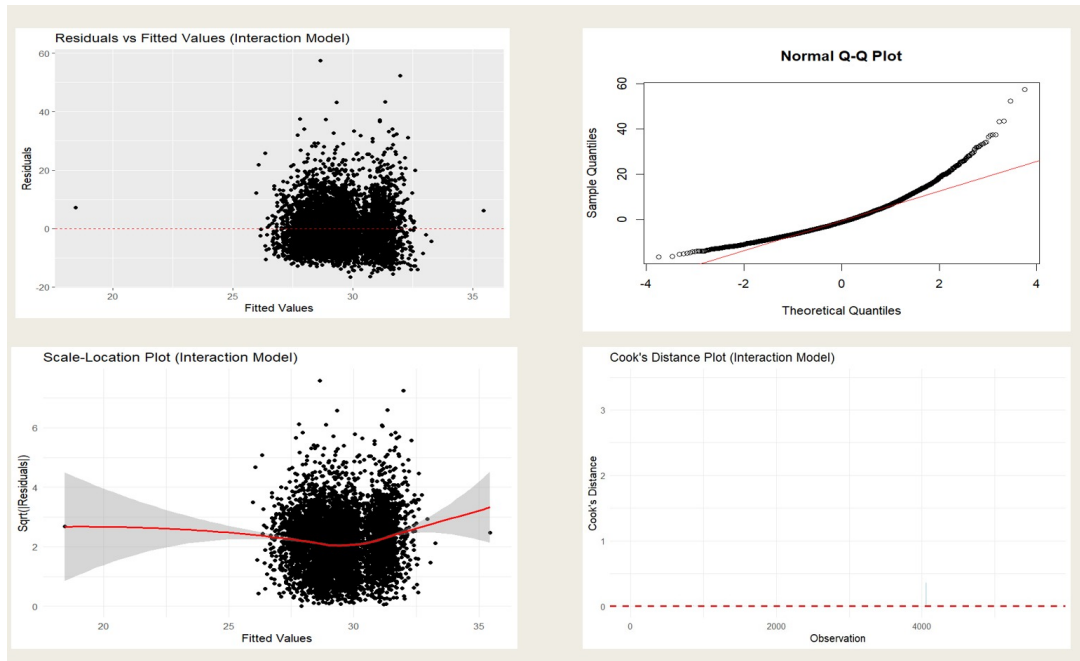 Residuals vs Fitted Values (Interaction Model)
60
40
20
0
-20
Residuals
20
25
30
35
Fitted Values
Normal Q-Q Plot
60
40
20
0
Sample Quantiles
-4
-2
0
2
4
Theoretical Quantiles
Scale-Location Plot (Interaction Model)
6
4
2
0
Sqrt(|Residuals|)
20
25
30
35
Fitted Values
Cook's Distance Plot (Interaction Model)
3
2
1
0
Cook's Distance
0
2000
4000
Observation